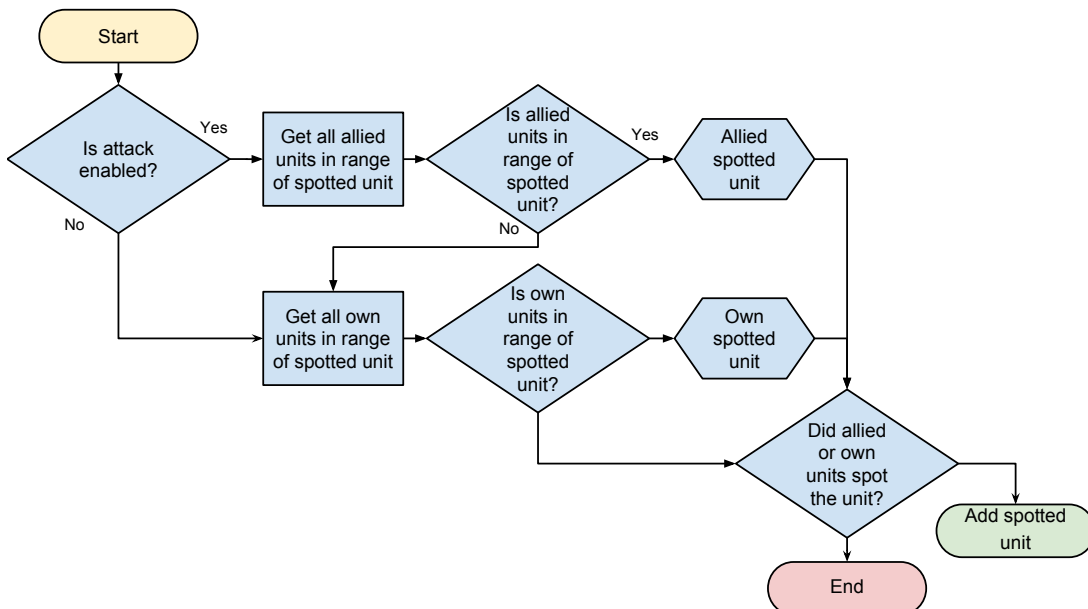 Start
Is attack
enabled?
Yes
No
Get all allied
units in range
of spotted unit
Is allied
units in
range of
spotted
unit?
Yes
No
Allied
spotted
unit
Get all own
units in range
of spotted unit
Is own
units in
range of
spotted
unit?
Own
spotted
unit
Did allied
or own
units spot
the unit?
Add spotted
unit
End